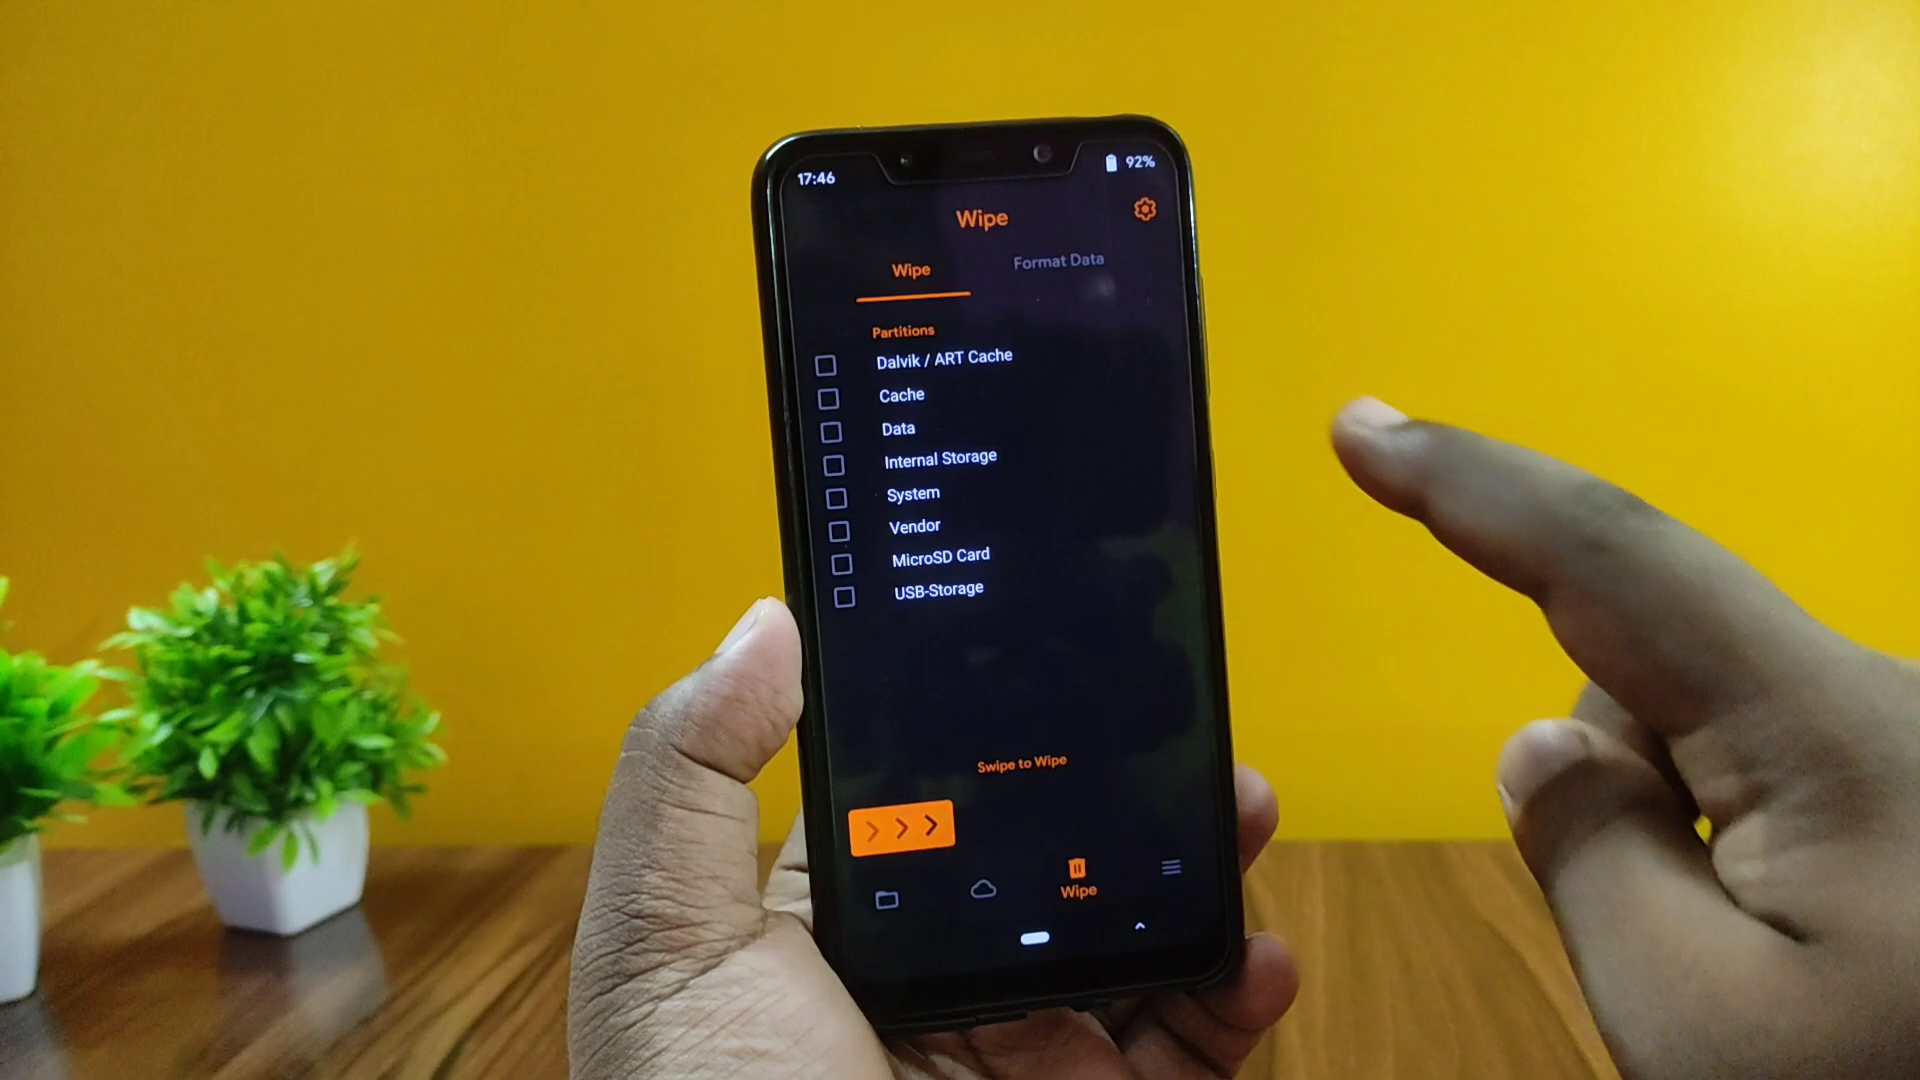 17:46
92%
Wipe
Wipe
Format Data
Partitions
Dalvik / ART Cache
Cache
Data
Internal Storage
System
Vendor
MicroSD Card
USB-Storage
Swipe to Wipe
Wipe